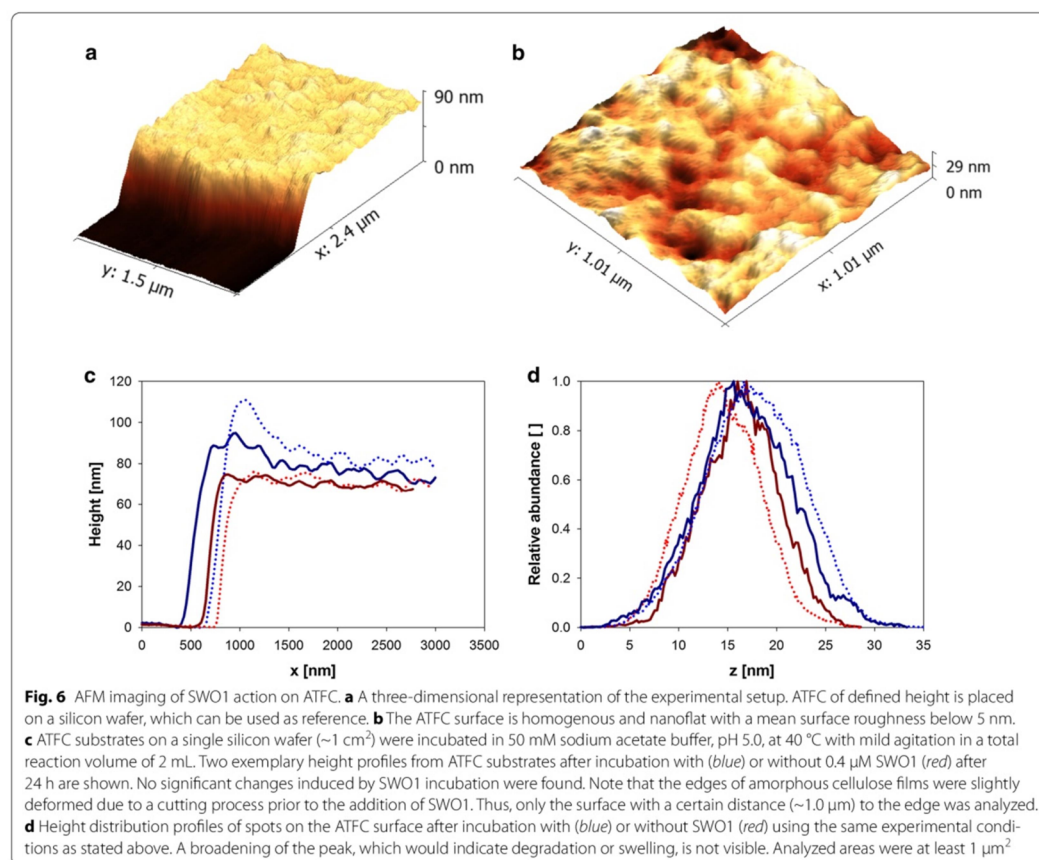 a
90 nm
0 nm
x: 2.4 µm
y: 1.5 µm
b
29 nm
0 nm
y: 1.01 µm
x: 1.01 µm
c
120
100
80
60
40
20
0
Height [nm]
0 500 1000 1500 2000 2500 3000 3500
x [nm]
d
1.0
0.8
0.6
0.4
0.2
0.0
Relative abundance [ ]
0 5 10 15 20 25 30 35
z [nm]
Fig. 6 AFM imaging of SWO1 action on ATFC. a A three-dimensional representation of the experimental setup. ATFC of defined height is placed
on a silicon wafer, which can be used as reference. b The ATFC surface is homogenous and nanoflat with a mean surface roughness below 5 nm.
c ATFC substrates on a single silicon wafer (~1 cm²) were incubated in 50 mM sodium acetate buffer, pH 5.0, at 40 °C with mild agitation in a total
reaction volume of 2 mL. Two exemplary height profiles from ATFC substrates after incubation with (blue) or without 0.4 µM SWO1 (red) after
24 h are shown. No significant changes induced by SWO1 incubation were found. Note that the edges of amorphous cellulose films were slightly
deformed due to a cutting process prior to the addition of SWO1. Thus, only the surface with a certain distance (~1.0 µm) to the edge was analyzed.
d Height distribution profiles of spots on the ATFC surface after incubation with (blue) or without SWO1 (red) using the same experimental condi-
tions as stated above. A broadening of the peak, which would indicate degradation or swelling, is not visible. Analyzed areas were at least 1 µm²